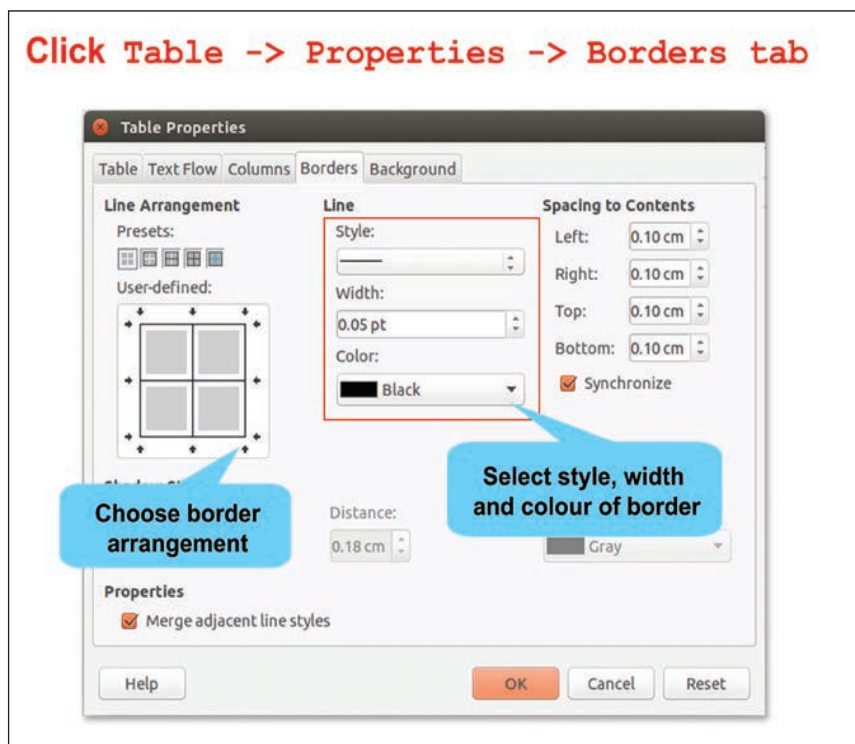 Click Table -> Properties -> Borders tab
Table Properties
Table Text Flow Columns Borders Background
Line Arrangement
Presets:
User-defined:
Line
Style:
Width:
0.05 pt
Color:
Black
Spacing to Contents
Left: 0.10 cm
Right: 0.10 cm
Top: 0.10 cm
Bottom: 0.10 cm
Synchronize
Choose border
arrangement
Select style, width
and colour of border
Distance:
0.18 cm
Gray
Properties
Merge adjacent line styles
Help OK Cancel Reset